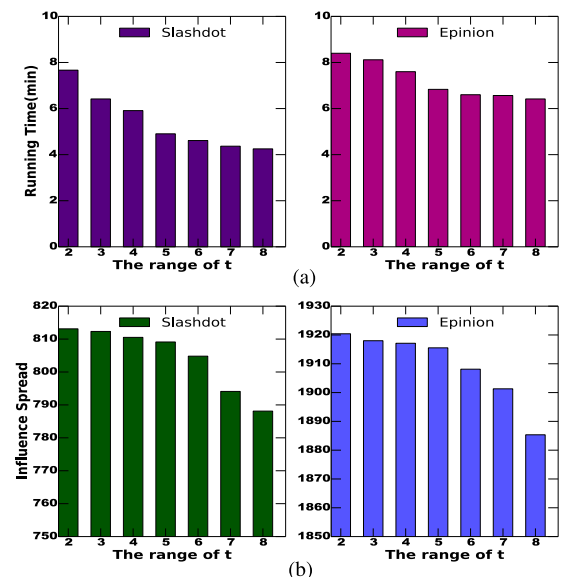 10
8
6
4
2
0
Running Time(min)
Slashdot
2 3 4 5 6 7 8
The range of t
10
8
6
4
2
0
Epinion
2 3 4 5 6 7 8
The range of t
(a)
820
810
800
790
780
770
760
750
Influence Spread
Slashdot
2 3 4 5 6 7 8
The range of t
1930
1920
1910
1900
1890
1880
1870
1860
1850
Epinion
2 3 4 5 6 7 8
The range of t
(b)